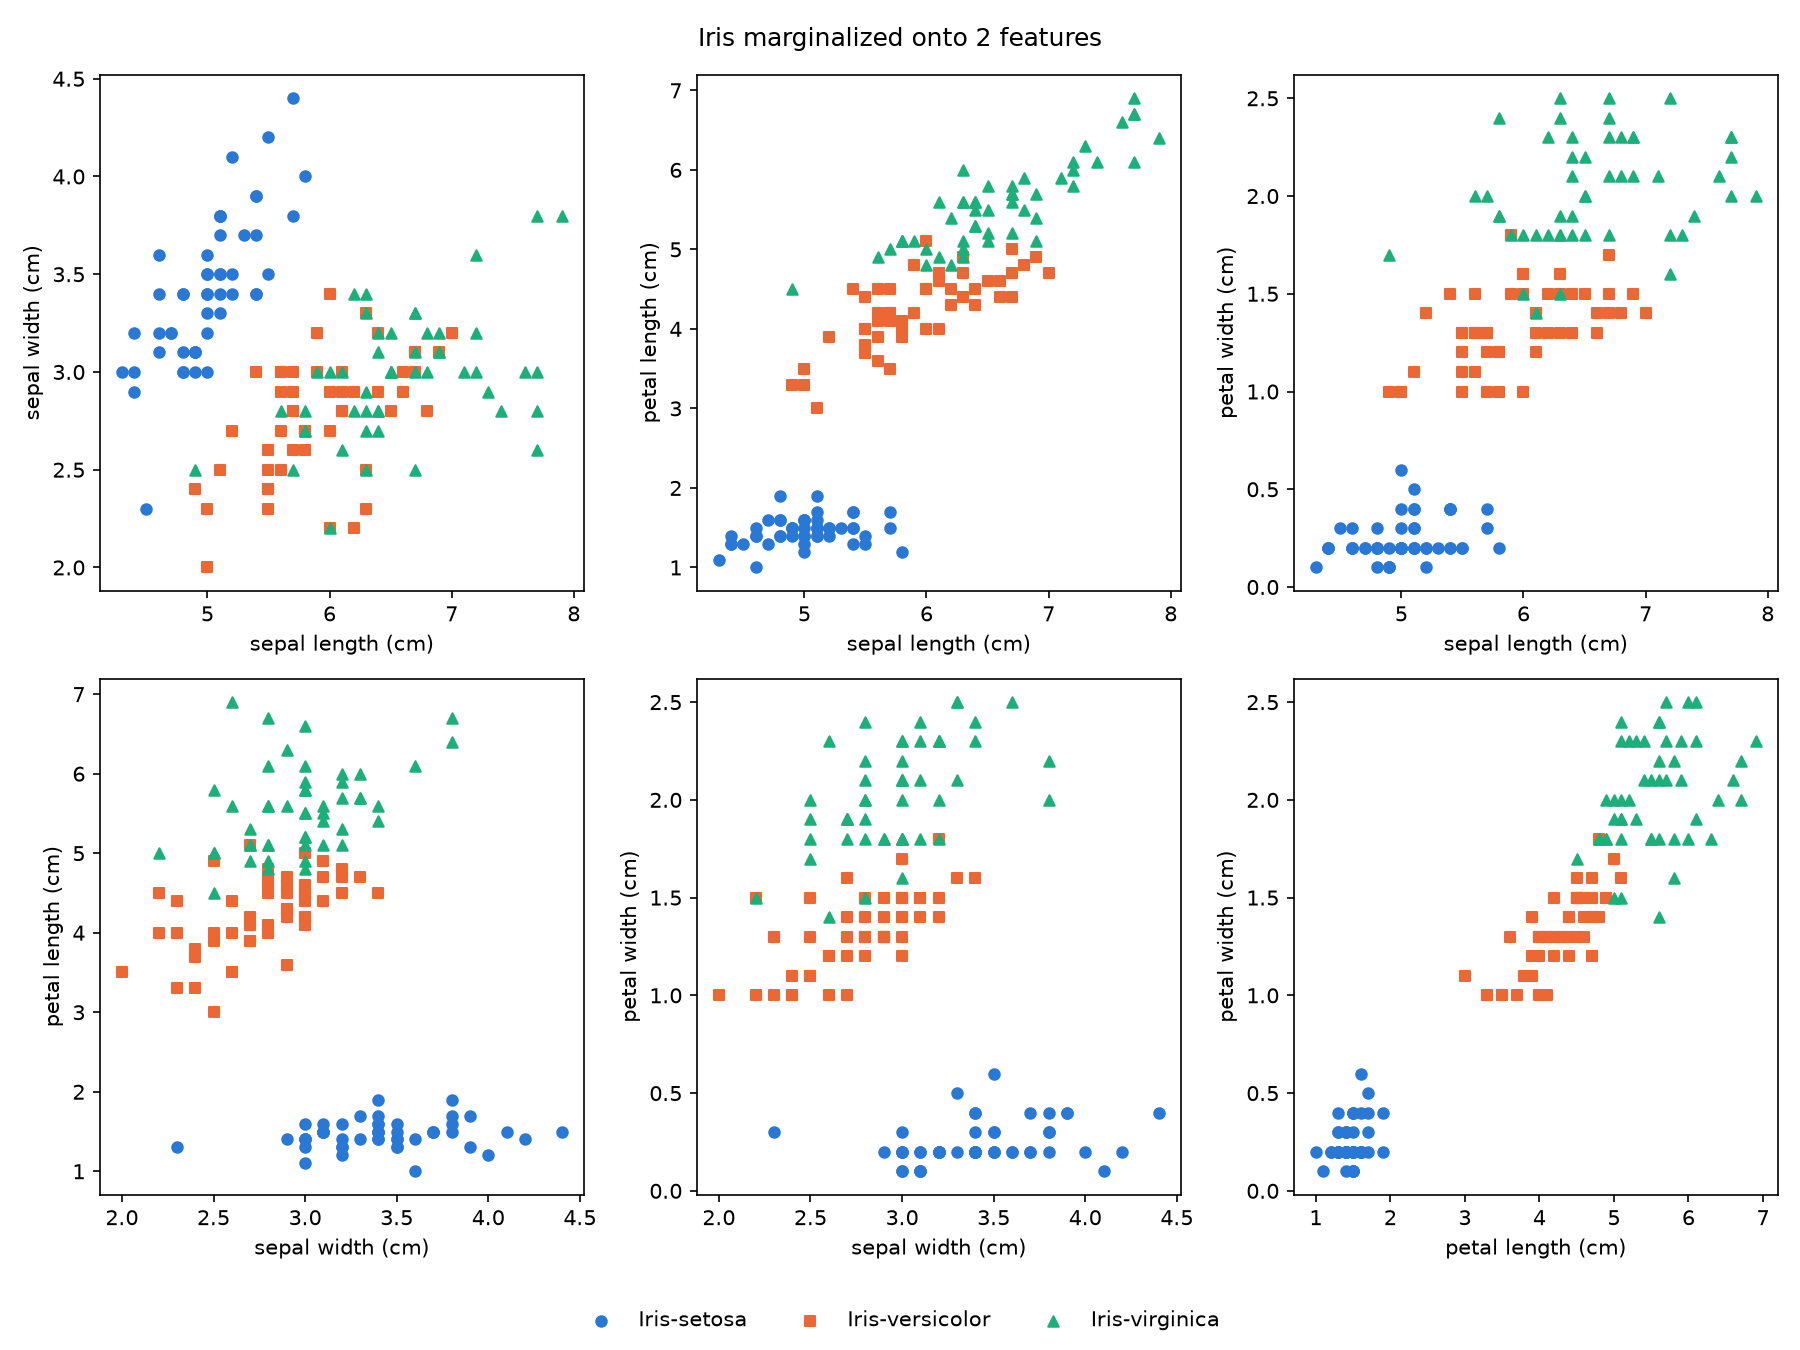 Iris marginalized onto 2 features
4.5
4.0
3.5
3.0
2.5
2.0
sepal width (cm)
5 6 7 8
sepal length (cm)
7
6
5
4
3
2
1
petal length (cm)
5 6 7 8
sepal length (cm)
2.5
2.0
1.5
1.0
0.5
0.0
petal width (cm)
5 6 7 8
sepal length (cm)
7
6
5
4
3
2
1
petal length (cm)
2.0 2.5 3.0 3.5 4.0 4.5
sepal width (cm)
2.5
2.0
1.5
1.0
0.5
0.0
petal width (cm)
2.0 2.5 3.0 3.5 4.0 4.5
sepal width (cm)
2.5
2.0
1.5
1.0
0.5
0.0
petal width (cm)
1 2 3 4 5 6 7
petal length (cm)
Iris-setosa Iris-versicolor Iris-virginica